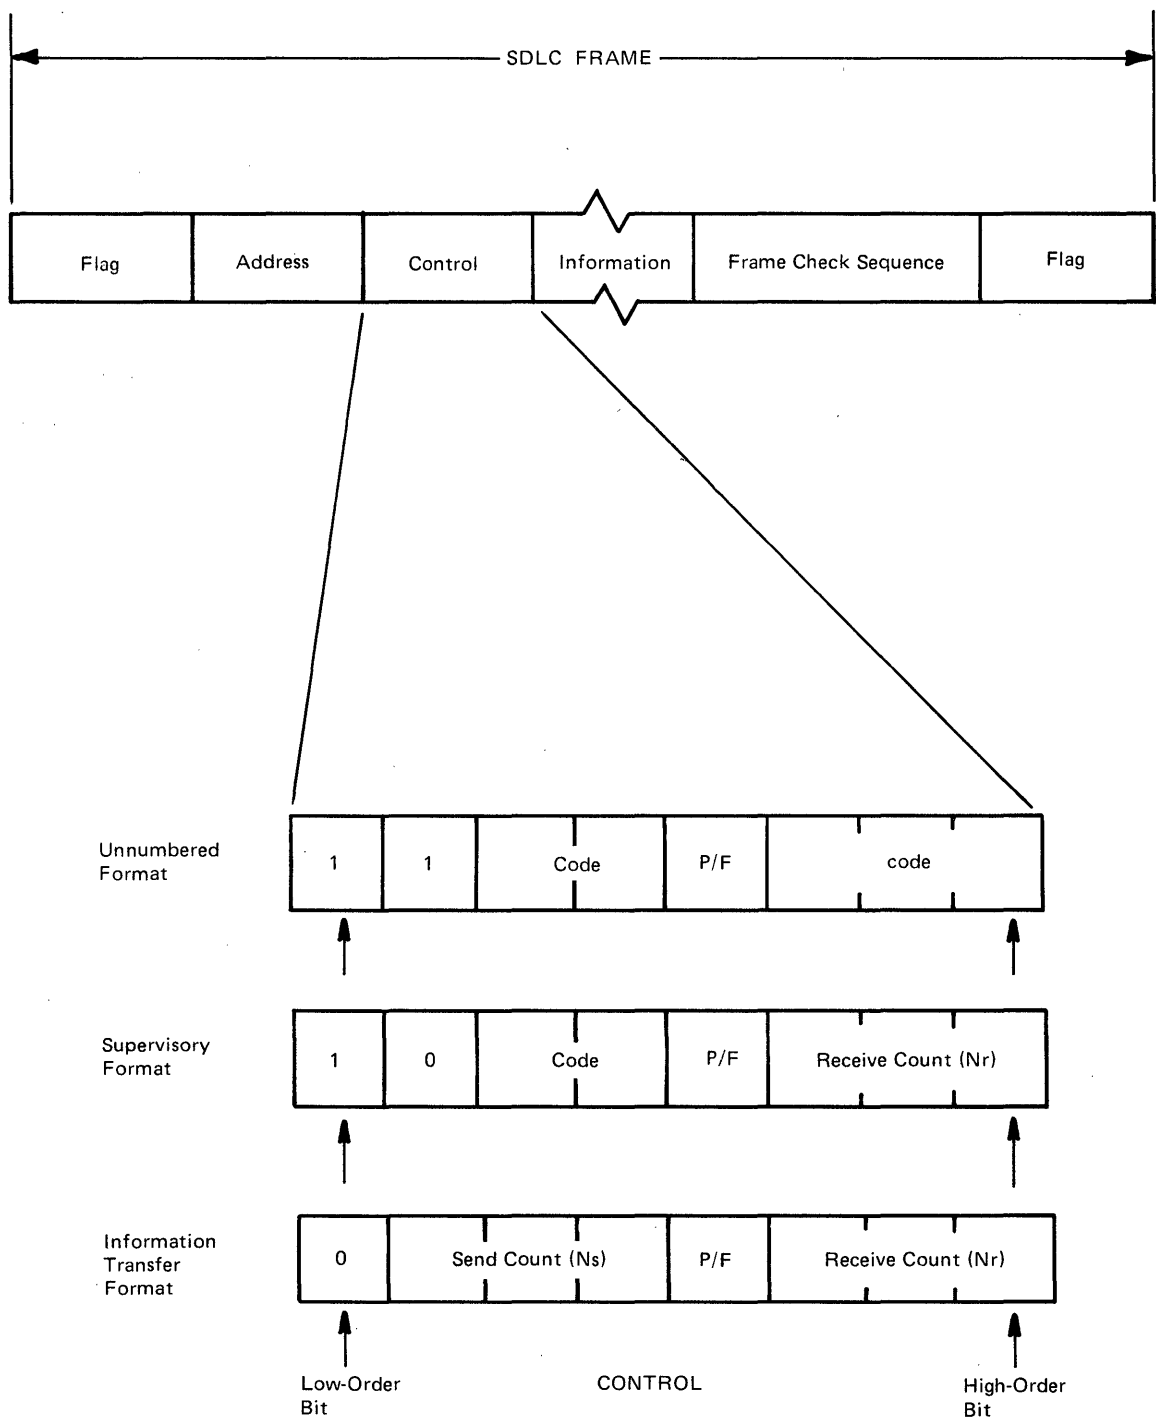 SDLC FRAME
Flag Address Control Information Frame Check Sequence Flag
Unnumbered
Format
1 1 Code P/F code
Supervisory
Format
1 0 Code P/F Receive Count (Nr)
Information
Transfer
Format
0 Send Count (Ns) P/F Receive Count (Nr)
Low-Order
Bit
CONTROL
High-Order
Bit